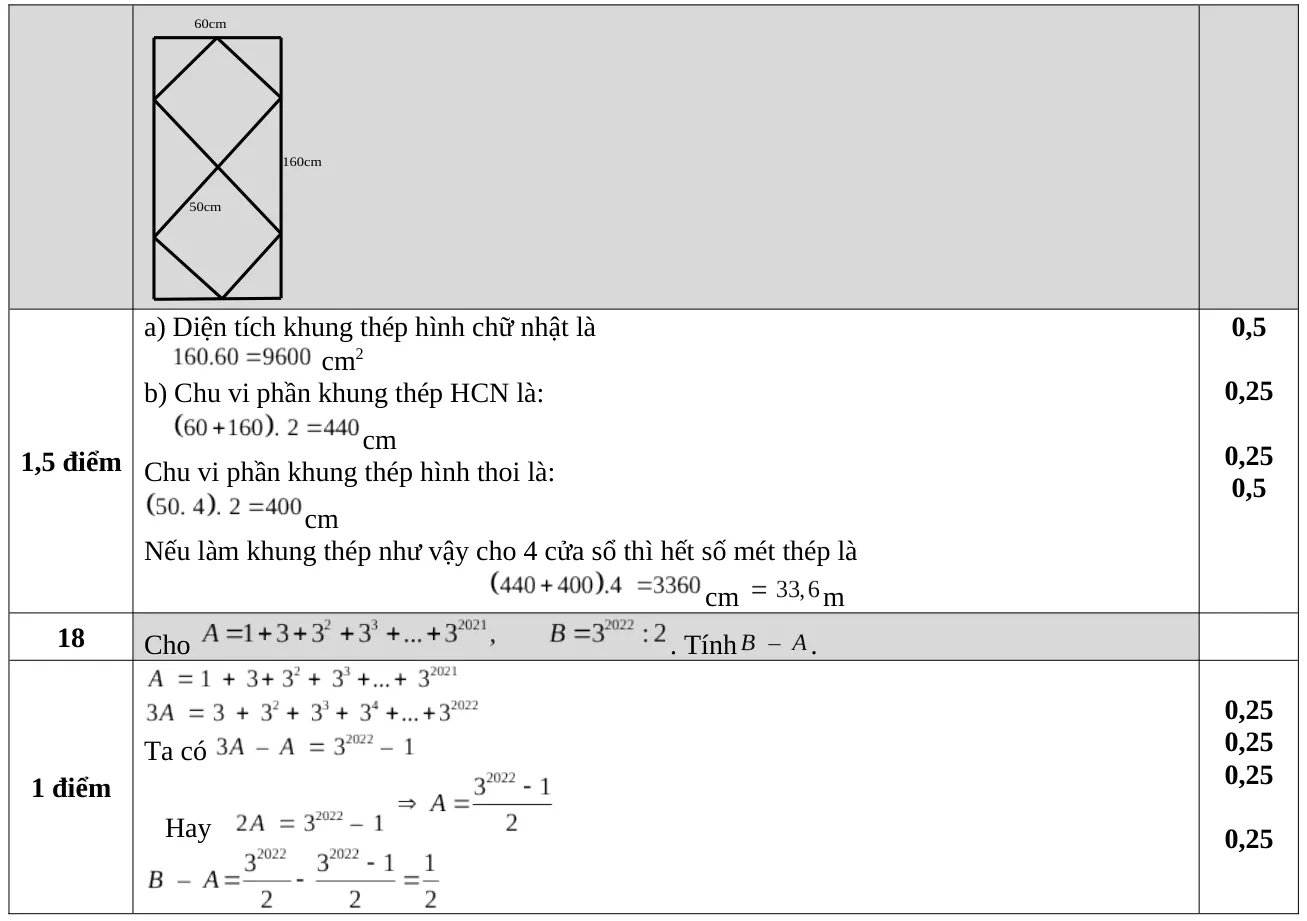 60cm
160cm
50cm
a) Diện tích khung thép hình chữ nhật là
160.60 =9600 cm²
b) Chu vi phần khung thép HCN là:
(60 +160). 2 =440 cm
Chu vi phần khung thép hình thoi là:
(50. 4). 2 =400 cm
Nếu làm khung thép như vậy cho 4 cửa sổ thì hết số mét thép là
(440 + 400).4 =3360 cm = 33,6 m
1,5 điểm
0,5
0,25
0,25
0,5
18
Cho A =1+3+3² +3³ +...+3²⁰²¹, B =3²⁰²² : 2. Tính B – A.
A = 1 + 3+ 3² + 3³ +...+ 3²⁰²¹
3A = 3 + 3² + 3³ + 3⁴ +...+3²⁰²²
Ta có 3A – A = 3²⁰²² – 1
Hay 2A = 3²⁰²² – 1 ⇒ A = (3²⁰²² - 1)/2
B – A = 3²⁰²²/2 - (3²⁰²² - 1)/2 = 1/2
1 điểm
0,25
0,25
0,25
0,25